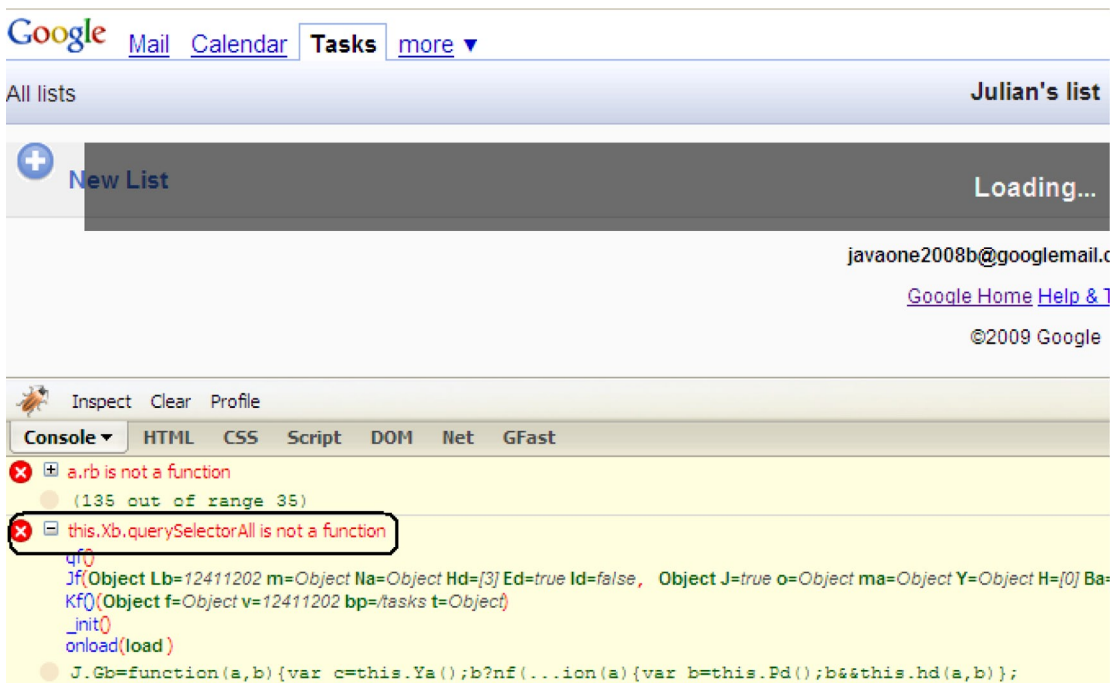 Google Mail Calendar Tasks more ▼
All lists Julian's list
New List Loading...
javaone2008b@googlemail.c
Google Home Help & T
©2009 Google
Inspect Clear Profile
Console ▾ HTML CSS Script DOM Net GFast
a.rb is not a function
(135 out of range 35)
this.Xb.querySelectorAll is not a function
qf()
Jf(Object Lb=12411202 m=Object Na=Object Hd=[3] Ed=true Id=false, Object J=true o=Object ma=Object Y=Object H=[0] Ba=
Kf()(Object f=Object v=12411202 bp=/tasks t=Object)
_init()
onload(load )
J.Gb=function(a,b){var c=this.Ya();b?nf(...ion(a){var b=this.Pd();b&&this.hd(a,b)};